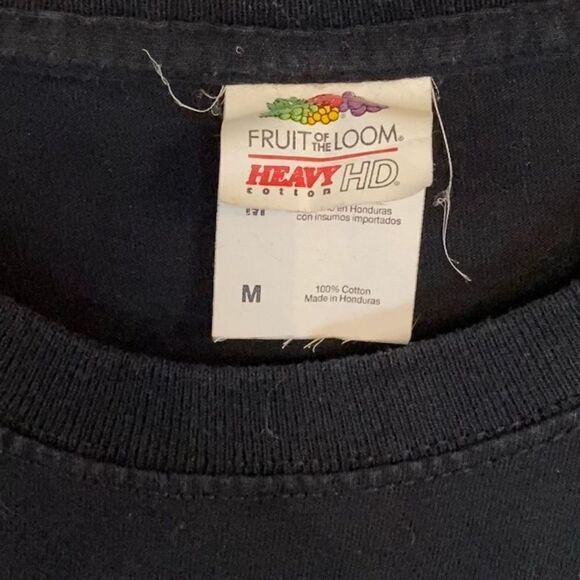 FRUIT OF THE LOOM®
HEAVY HD®
cotton
M
en Honduras
con insumos importados
M
100% Cotton
Made in Honduras